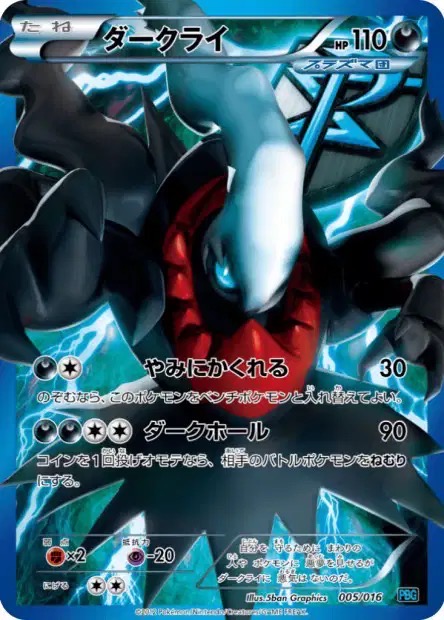 たね ダークライ HP110
プラズマ団
やみにかくれる 30
のぞむなら、このポケモンをベンチポケモンと入れ替えてよい。
ダークホール 90
コインを1回投げオモテなら、相手のバトルポケモンをねむり
にする。
弱点 ×2 抵抗力 -20
にげる
自分を 守るために まわりの
人や ポケモンに 悪夢を 見せるが
ダークライに 悪気は ないのだ。
Illus.5ban Graphics 005/016 PBG
©2012 Pokémon/Nintendo/Creatures/GAME FREAK.